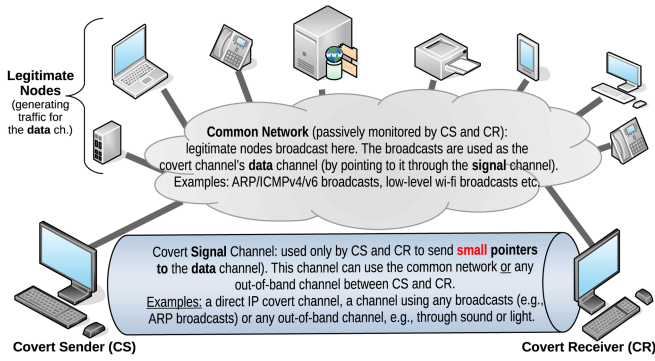 Legitimate
Nodes
(generating
traffic for
the data ch.)
Common Network (passively monitored by CS and CR):
legitimate nodes broadcast here. The broadcasts are used as the
covert channel's data channel (by pointing to it through the signal channel).
Examples: ARP/ICMPv4/v6 broadcasts, low-level wi-fi broadcasts etc.
Covert Signal Channel: used only by CS and CR to send small pointers
to the data channel). This channel can use the common network or any
out-of-band channel between CS and CR.
Examples: a direct IP covert channel, a channel using any broadcasts (e.g.,
ARP broadcasts) or any out-of-band channel, e.g., through sound or light.
Covert Sender (CS)
Covert Receiver (CR)